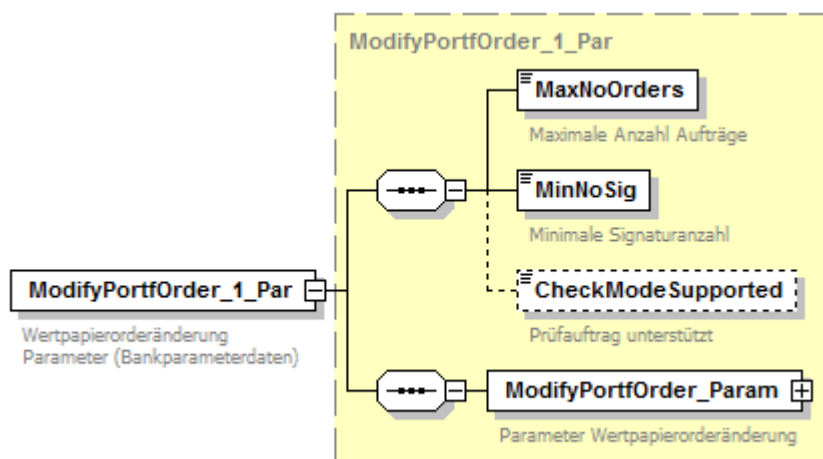 ModifyPortfOrder_1_Par
MaxNoOrders
Maximale Anzahl Aufträge
MinNoSig
Minimale Signaturanzahl
ModifyPortfOrder_1_Par
Wertpapierorderänderung
Parameter (Bankparameterdaten)
CheckModeSupported
Prüfauftrag unterstützt
ModifyPortfOrder_Param
Parameter Wertpapierorderänderung